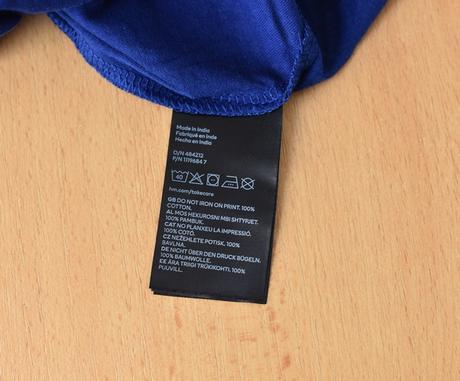 Made in India
Fabriqué en Inde
Hecho en India
O/N 484212
P/N 1119684 7
40
hm.com/takecare
GB DO NOT IRON ON PRINT. 100%
COTTON.
AL MOS HEKUROSNI MBI SHTYPJET.
100% PAMBUK.
CAT NO PLANXEU LA IMPRESSIÓ.
100% COTÓ.
CZ NEŽEHLETE POTISK. 100%
BAVLNA.
DE NICHT ÜBER DEN DRUCK BÜGELN.
100% BAUMWOLLE.
EE ÄRA TRIIGI TRÜKIKOHTI. 100%
PUUVILL.